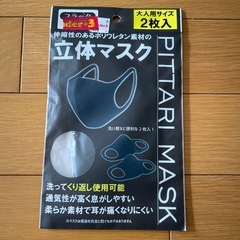 ブラック
大人用サイズ
2枚入
伸縮性のあるポリウレタン素材の
立体マスク
PITTARI MASK
洗い替えに便利な2枚入！
洗ってくり返し使用可能
通気性が高く息がしやすい
柔らか素材で耳が痛くなりにくい